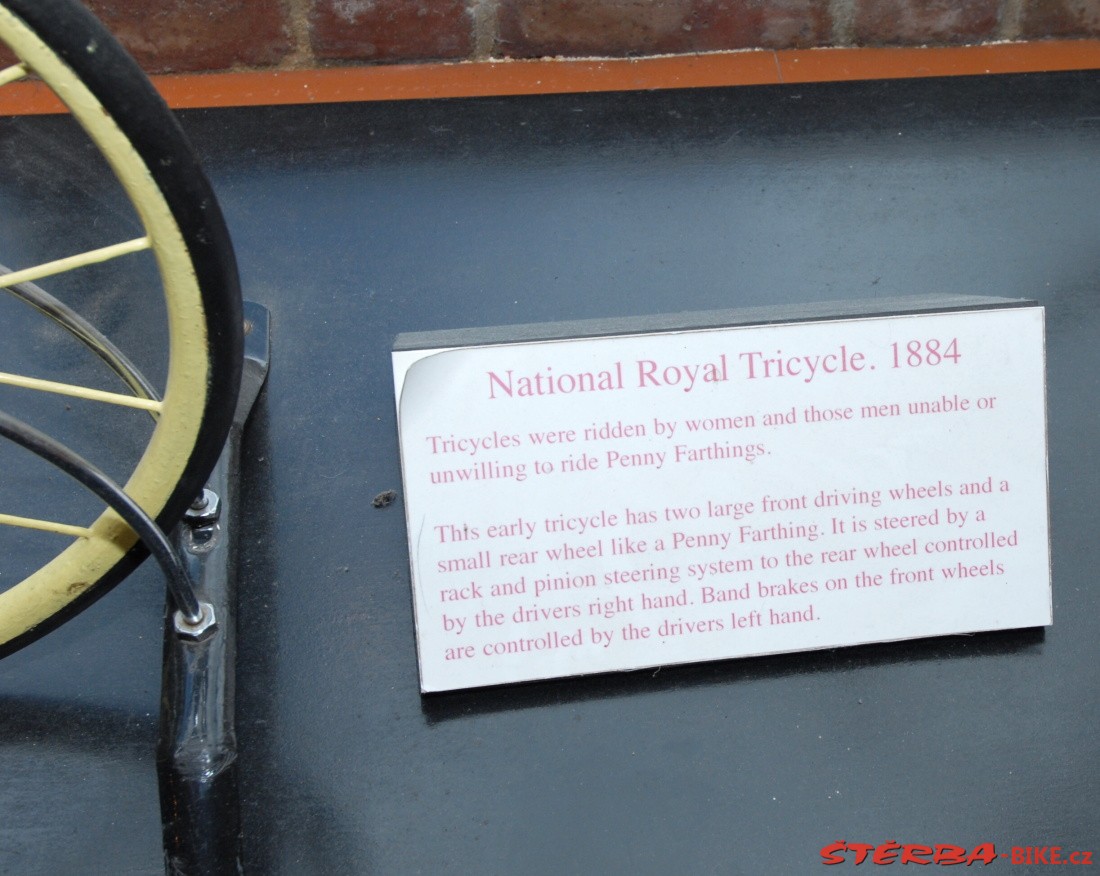 National Royal Tricycle. 1884
Tricycles were ridden by women and those men unable or
unwilling to ride Penny Farthings.
This early tricycle has two large front driving wheels and a
small rear wheel like a Penny Farthing. It is steered by a
rack and pinion steering system to the rear wheel controlled
by the drivers right hand. Band brakes on the front wheels
are controlled by the drivers left hand.
ŠTĚRBA-BIKE.cz